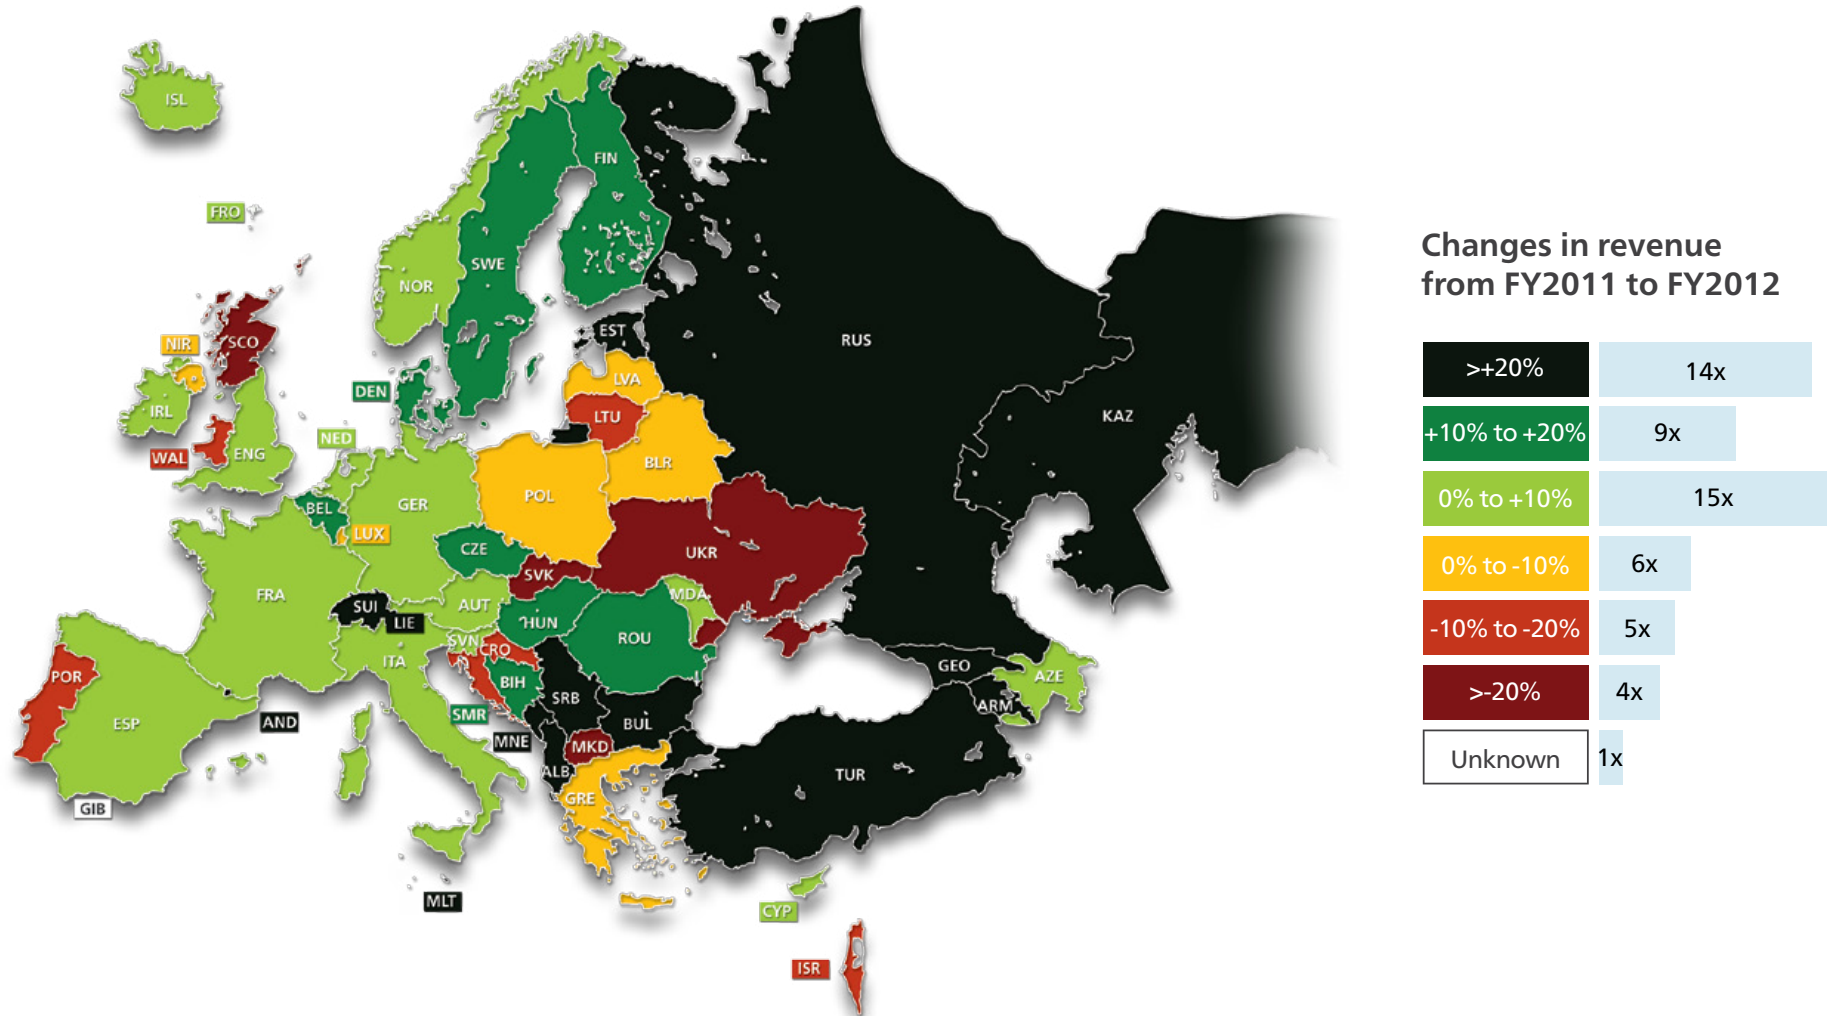 ISL
FIN
FRO
SWE
NOR
EST
RUS
SCO
NIR
LVA
DEN
IRL
LTU
KAZ
NED
WAL
ENG
BLR
POL
GER
BEL
LUX
CZE
UKR
SVK
FRA
MDA
AUT
SUI
LIE
HUN
ROU
SVN
CRO
ITA
GEO
POR
BIH
AZE
SRB
ARM
ESP
AND
SMR
BUL
MNE
MKD
ALB
TUR
GRE
GIB
MLT
CYP
ISR
Changes in revenue
from FY2011 to FY2012
>+20% 14x
+10% to +20% 9x
0% to +10% 15x
0% to -10% 6x
-10% to -20% 5x
>-20% 4x
Unknown 1x